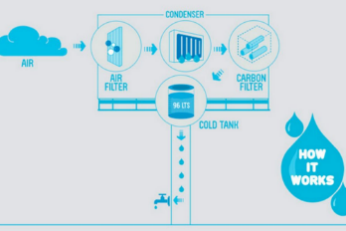 CONDENSER
AIR
AIR
FILTER
CARBON
FILTER
96 LTS
COLD TANK
HOW
IT
WORKS